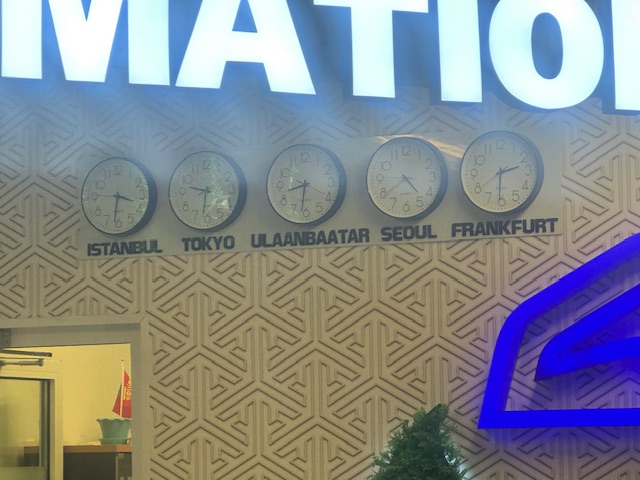 MATIO
ISTANBUL TOKYO ULAANBAATAR SEOUL FRANKFURT